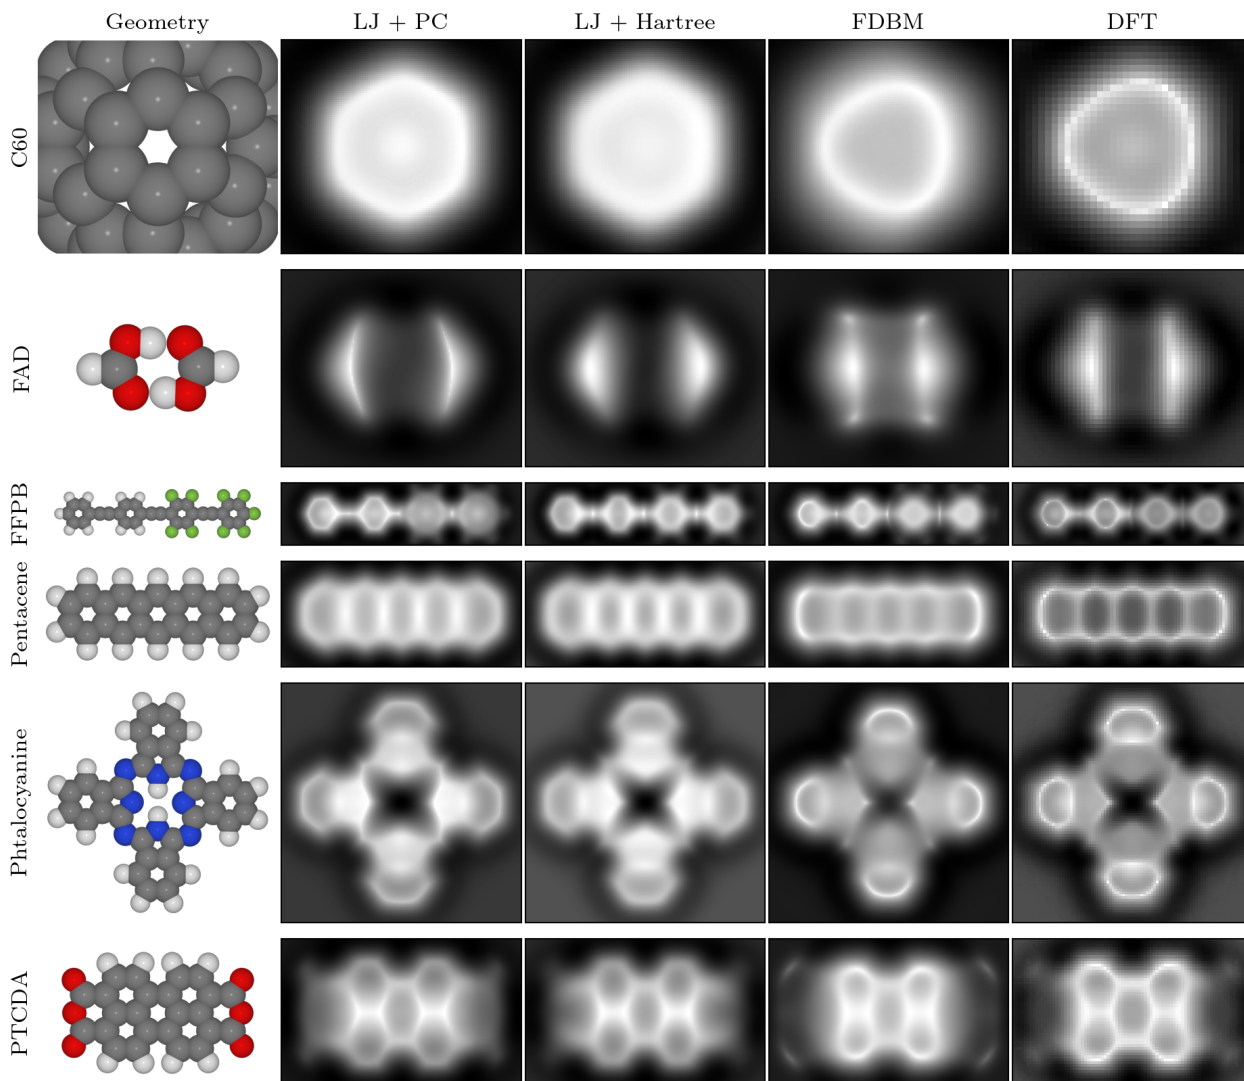 Geometry
LJ + PC
LJ + Hartree
FDBM
DFT
C60
FAD
FFPB
Pentacene
Phtalocyanine
PTCDA